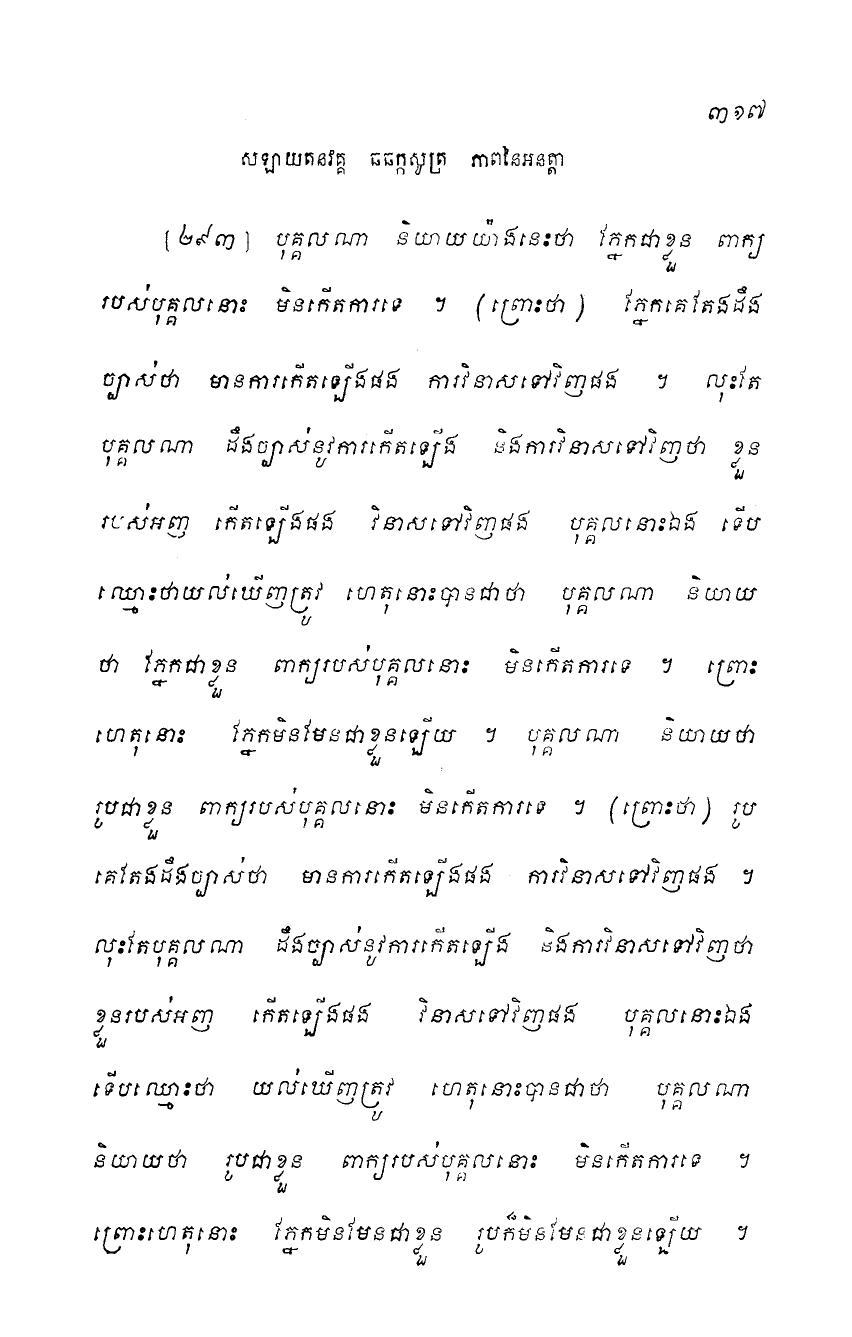 ៣១៧
សឡាយតនវគ្គ ឆឆក្កសូត្រ ភាពនៃអនត្តា
[២៩៣] បុគ្គលណា និយាយយ៉ាងនេះថា ភ្នែកជាខ្លួន ពាក្យ
របស់បុគ្គលនោះ មិនកើតការទេ ។ (ព្រោះថា) ភ្នែកគេតែងដឹង
ច្បាស់ថា មានការកើតឡើងផង ការវិនាសទៅវិញផង ។ លុះតែ
បុគ្គលណា ដឹងច្បាស់នូវការកើតឡើង និងការវិនាសទៅវិញថា ខ្លួន
របស់អញ កើតឡើងផង វិនាសទៅវិញផង បុគ្គលនោះឯង ទើប
ឈ្មោះថាយល់ឃើញត្រូវ ហេតុនោះបានជាថា បុគ្គលណា និយាយ
ថា ភ្នែកជាខ្លួន ពាក្យរបស់បុគ្គលនោះ មិនកើតការទេ ។ ព្រោះ
ហេតុនោះ ភ្នែកមិនមែនជាខ្លួនឡើយ ។ បុគ្គលណា និយាយថា
រូបជាខ្លួន ពាក្យរបស់បុគ្គលនោះ មិនកើតការទេ ។ (ព្រោះថា) រូប
គេតែងដឹងច្បាស់ថា មានការកើតឡើងផង ការវិនាសទៅវិញផង ។
លុះតែបុគ្គលណា ដឹងច្បាស់នូវការកើតឡើង និងការវិនាសទៅវិញថា
ខ្លួនរបស់អញ កើតឡើងផង វិនាសទៅវិញផង បុគ្គលនោះឯង
ទើបឈ្មោះថា យល់ឃើញត្រូវ ហេតុនោះបានជាថា បុគ្គលណា
និយាយថា រូបជាខ្លួន ពាក្យរបស់បុគ្គលនោះ មិនកើតការទេ ។
ព្រោះហេតុនោះ ភ្នែកមិនមែនជាខ្លួន រូបក៏មិនមែនជាខ្លួនឡើយ ។